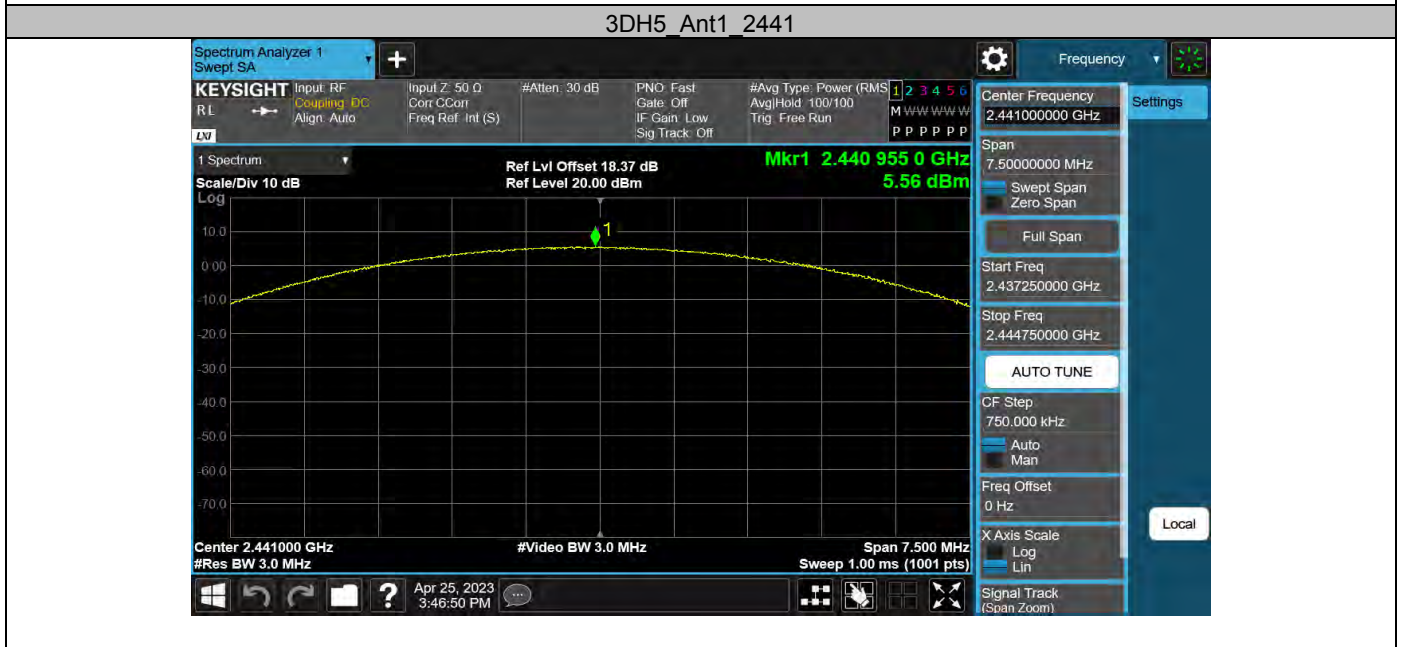 3DH5_Ant1_2441
Spectrum Analyzer 1
Swept SA
Frequency
KEYSIGHT
RL
LXI
Input: RF
Coupling: DC
Align: Auto
Input Z: 50 Ω
Corr CCorr
Freq Ref: Int (S)
#Atten: 30 dB
PNO: Fast
Gate: Off
IF Gain: Low
Sig Track: Off
#Avg Type: Power (RMS
Avg|Hold: 100/100
Trig: Free Run
1 2 3 4 5 6
M W W W W W
P P P P P P
1 Spectrum
Scale/Div 10 dB
Log
Ref Lvl Offset 18.37 dB
Ref Level 20.00 dBm
Mkr1 2.440 955 0 GHz
5.56 dBm
1
10.0
0.00
-10.0
-20.0
-30.0
-40.0
-50.0
-60.0
-70.0
Center 2.441000 GHz
#Res BW 3.0 MHz
#Video BW 3.0 MHz
Span 7.500 MHz
Sweep 1.00 ms (1001 pts)
Center Frequency
2.441000000 GHz
Settings
Span
7.50000000 MHz
Swept Span
Zero Span
Full Span
Start Freq
2.437250000 GHz
Stop Freq
2.444750000 GHz
AUTO TUNE
CF Step
750.000 kHz
Auto
Man
Freq Offset
0 Hz
X Axis Scale
Log
Lin
Signal Track
(Span Zoom)
Local
?
Apr 25, 2023
3:46:50 PM